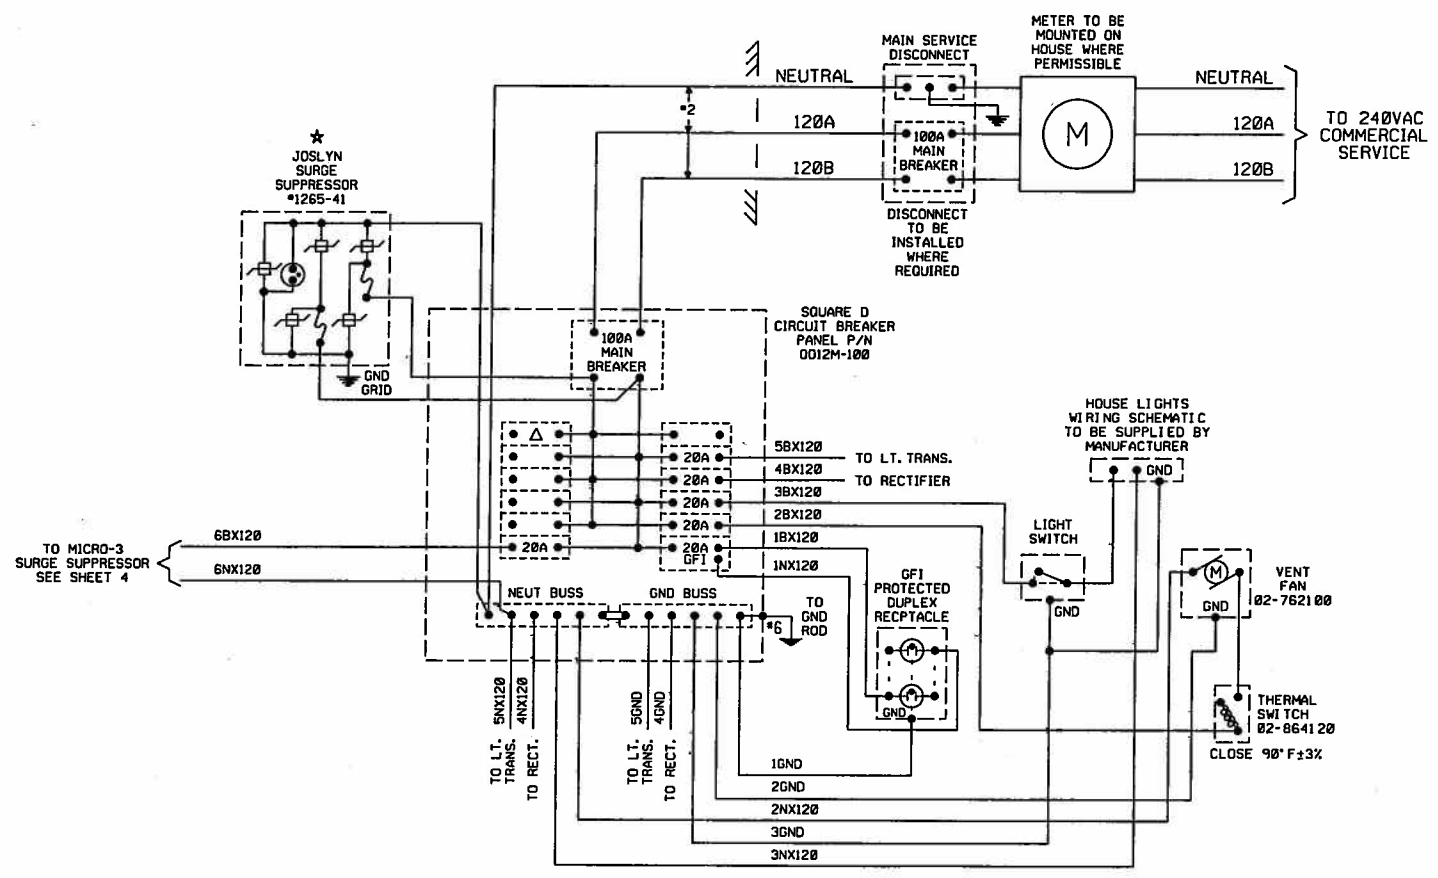 METER TO BE
MOUNTED ON
HOUSE WHERE
PERMISSIBLE
MAIN SERVICE
DISCONNECT
NEUTRAL
NEUTRAL
*2
120A
120A
120B
120B
100A
MAIN
BREAKER
M
TO 240VAC
COMMERCIAL
SERVICE
DISCONNECT
TO BE
INSTALLED
WHERE
REQUIRED
JOSLYN
SURGE
SUPPRESSOR
*1265-41
GND
GRID
SQUARE D
CIRCUIT BREAKER
PANEL P/N
QO12M-100
100A
MAIN
BREAKER
20A
20A
20A
20A
20A
GFI
20A
5BX120
TO LT. TRANS.
4BX120
TO RECTIFIER
3BX120
2BX120
1BX120
1NX120
HOUSE LIGHTS
WIRING SCHEMATIC
TO BE SUPPLIED BY
MANUFACTURER
GND
LIGHT
SWITCH
GND
TO MICRO-3
SURGE SUPPRESSOR
SEE SHEET 4
6BX120
6NX120
NEUT BUSS
GND BUSS
*6
TO
GND
ROD
GFI
PROTECTED
DUPLEX
RECPTACLE
GND
M
GND
VENT
FAN
02-762100
THERMAL
SWITCH
02-864120
CLOSE 90°F±3%
5NX120
TO LT.
TRANS.
4NX120
TO RECT.
5GND
TO LT.
TRANS.
4GND
TO RECT.
1GND
2GND
2NX120
3GND
3NX120